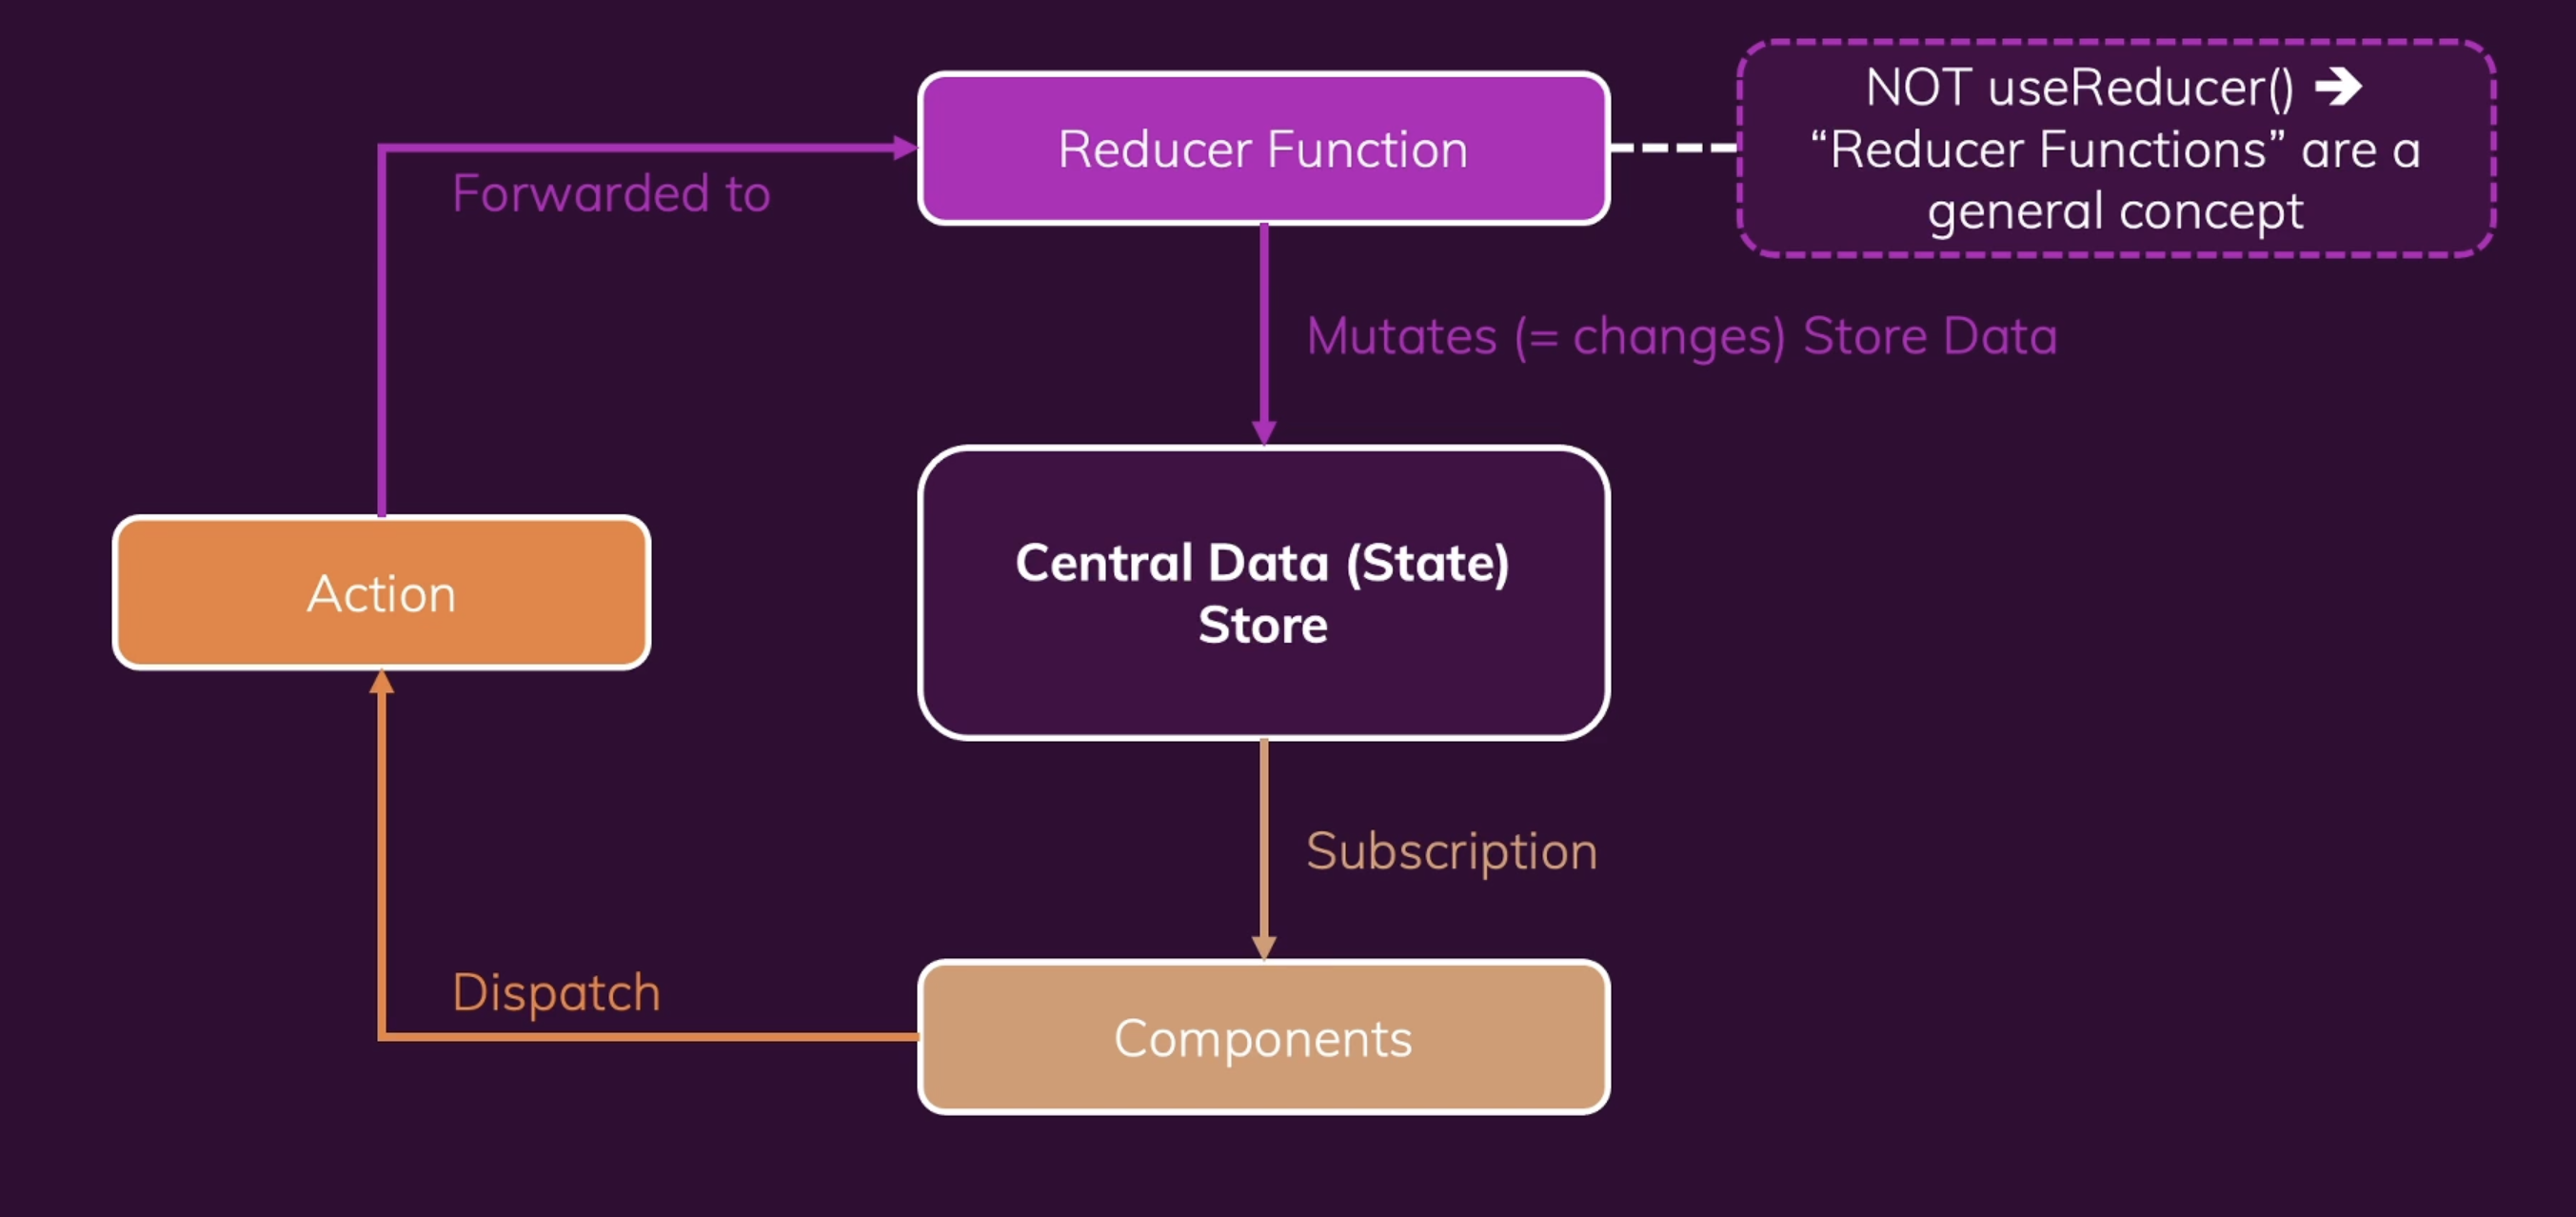 Reducer Function
NOT useReducer() 🡺
“Reducer Functions” are a
general concept
Forwarded to
Mutates (= changes) Store Data
Action
Central Data (State)
Store
Subscription
Dispatch
Components